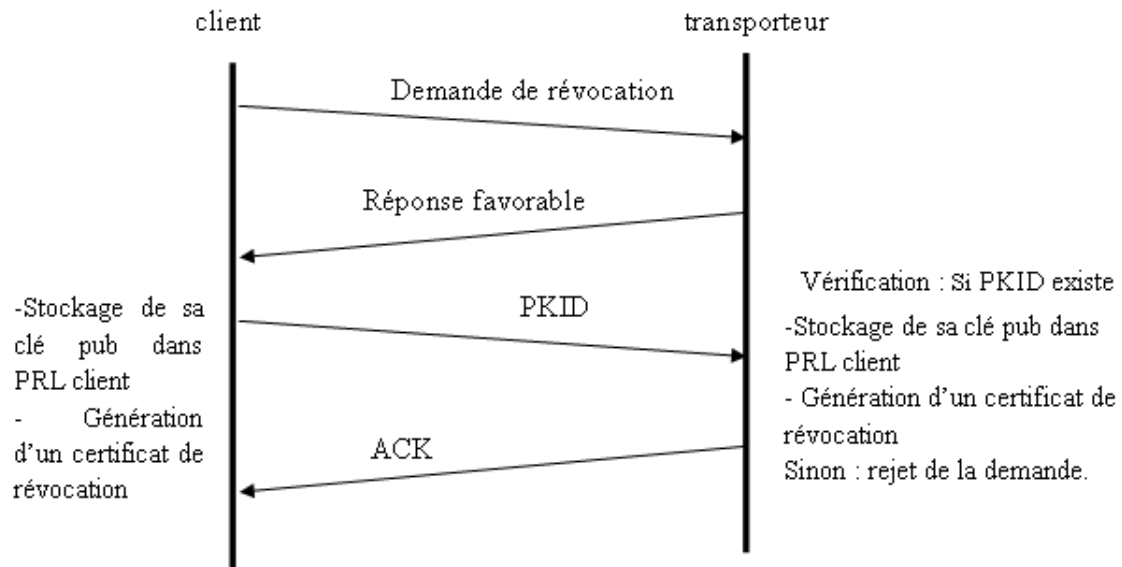 client
transporteur
Demande de révocation
Réponse favorable
PKID
ACK
-Stockage de sa
clé pub dans
PRL client
- Génération
d'un certificat de
révocation
Vérification : Si PKID existe
-Stockage de sa clé pub dans
PRL client
- Génération d'un certificat de
révocation
Sinon : rejet de la demande.